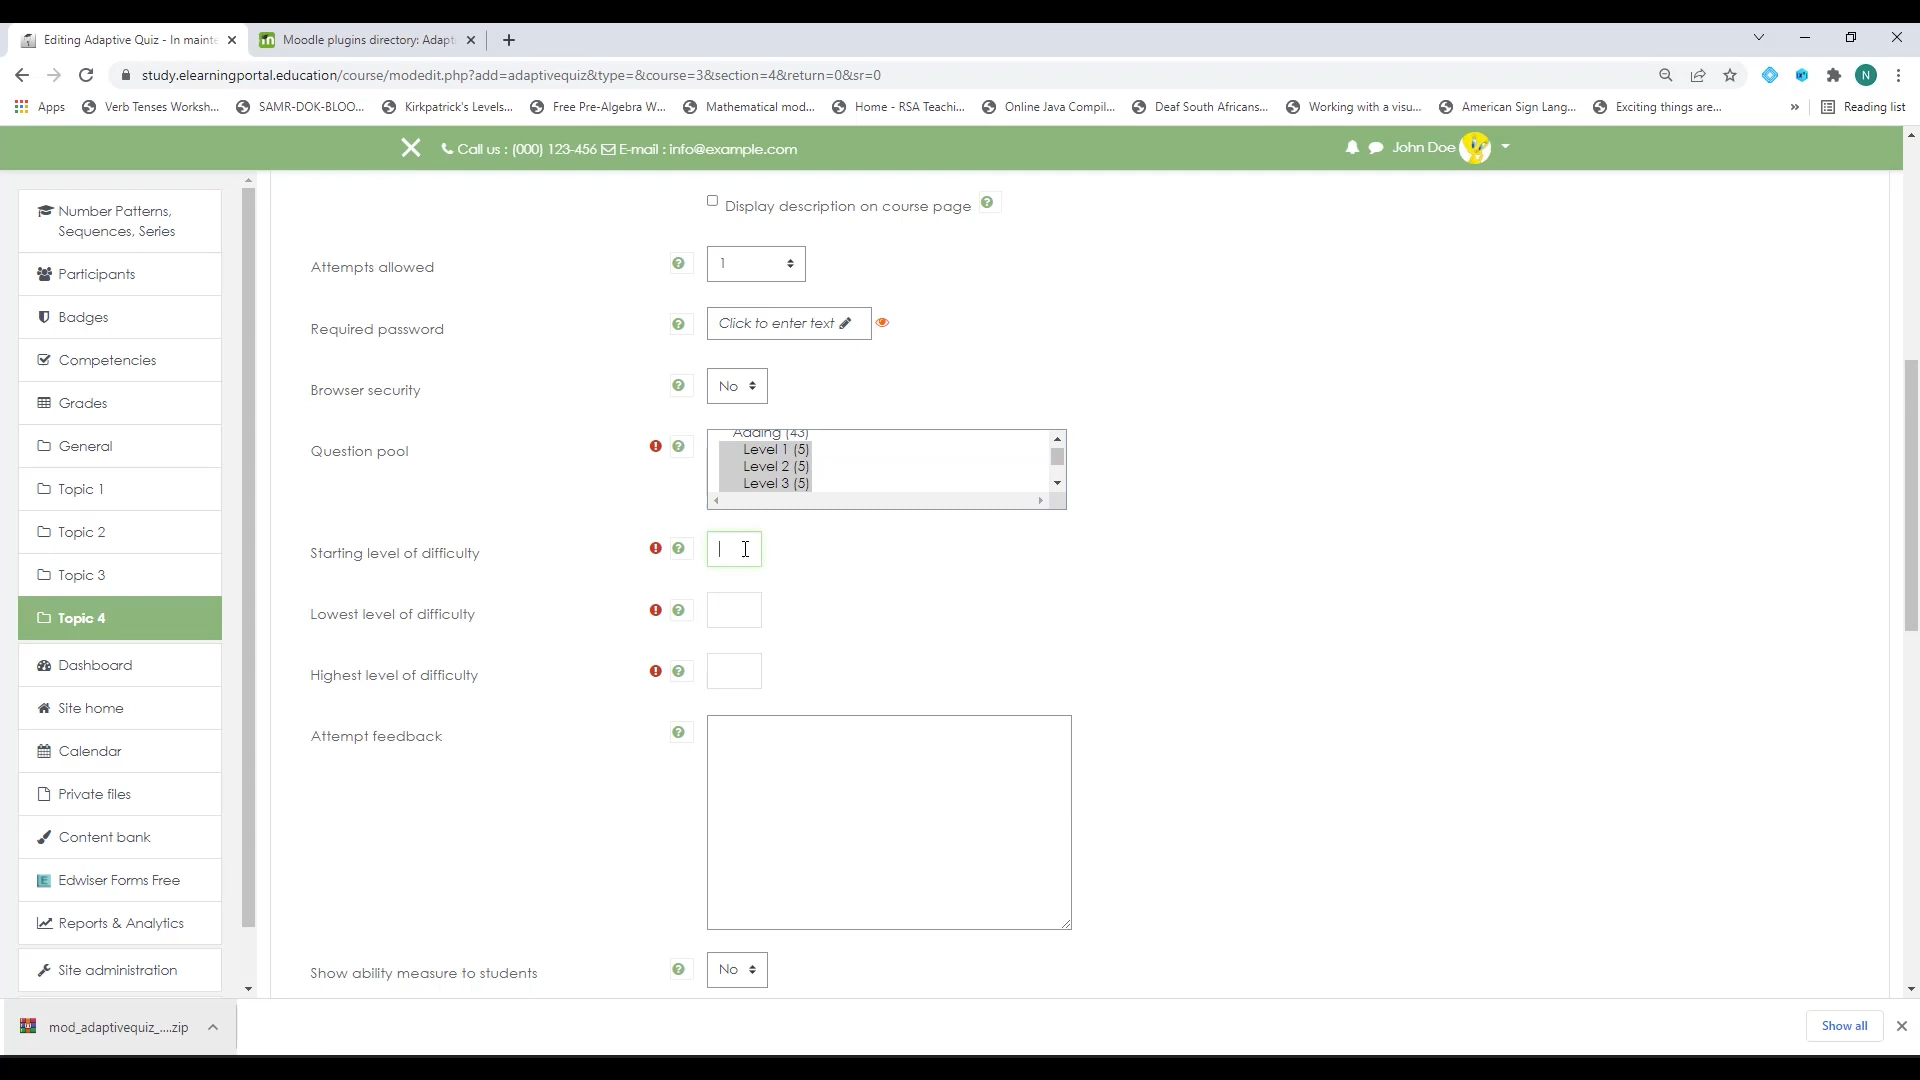 Editing Adaptive Quiz - In mainte
Moodle plugins directory: Adapt
study.elearningportal.education/course/modedit.php?add=adaptivequiz&type=&course=3&section=4&return=0&sr=0
N
Apps
Verb Tenses Worksh...
SAMR-DOK-BLOO...
Kirkpatrick's Levels...
Free Pre-Algebra W...
Mathematical mod...
Home - RSA Teachi...
Online Java Compil...
Deaf South Africans...
Working with a visu...
American Sign Lang...
Exciting things are...
»
Reading list
Call us : (000) 123-456 E-mail : info@example.com
John Doe
Number Patterns,
Sequences, Series
Participants
Badges
Competencies
Grades
General
Topic 1
Topic 2
Topic 3
Topic 4
Dashboard
Site home
Calendar
Private files
Content bank
Edwiser Forms Free
Reports & Analytics
Site administration
Display description on course page
Attempts allowed
1
Required password
Click to enter text
Browser security
No
Question pool
Adding (43)
Level 1 (5)
Level 2 (5)
Level 3 (5)
Starting level of difficulty
Lowest level of difficulty
Highest level of difficulty
Attempt feedback
Show ability measure to students
No
mod_adaptivequiz_....zip
Show all